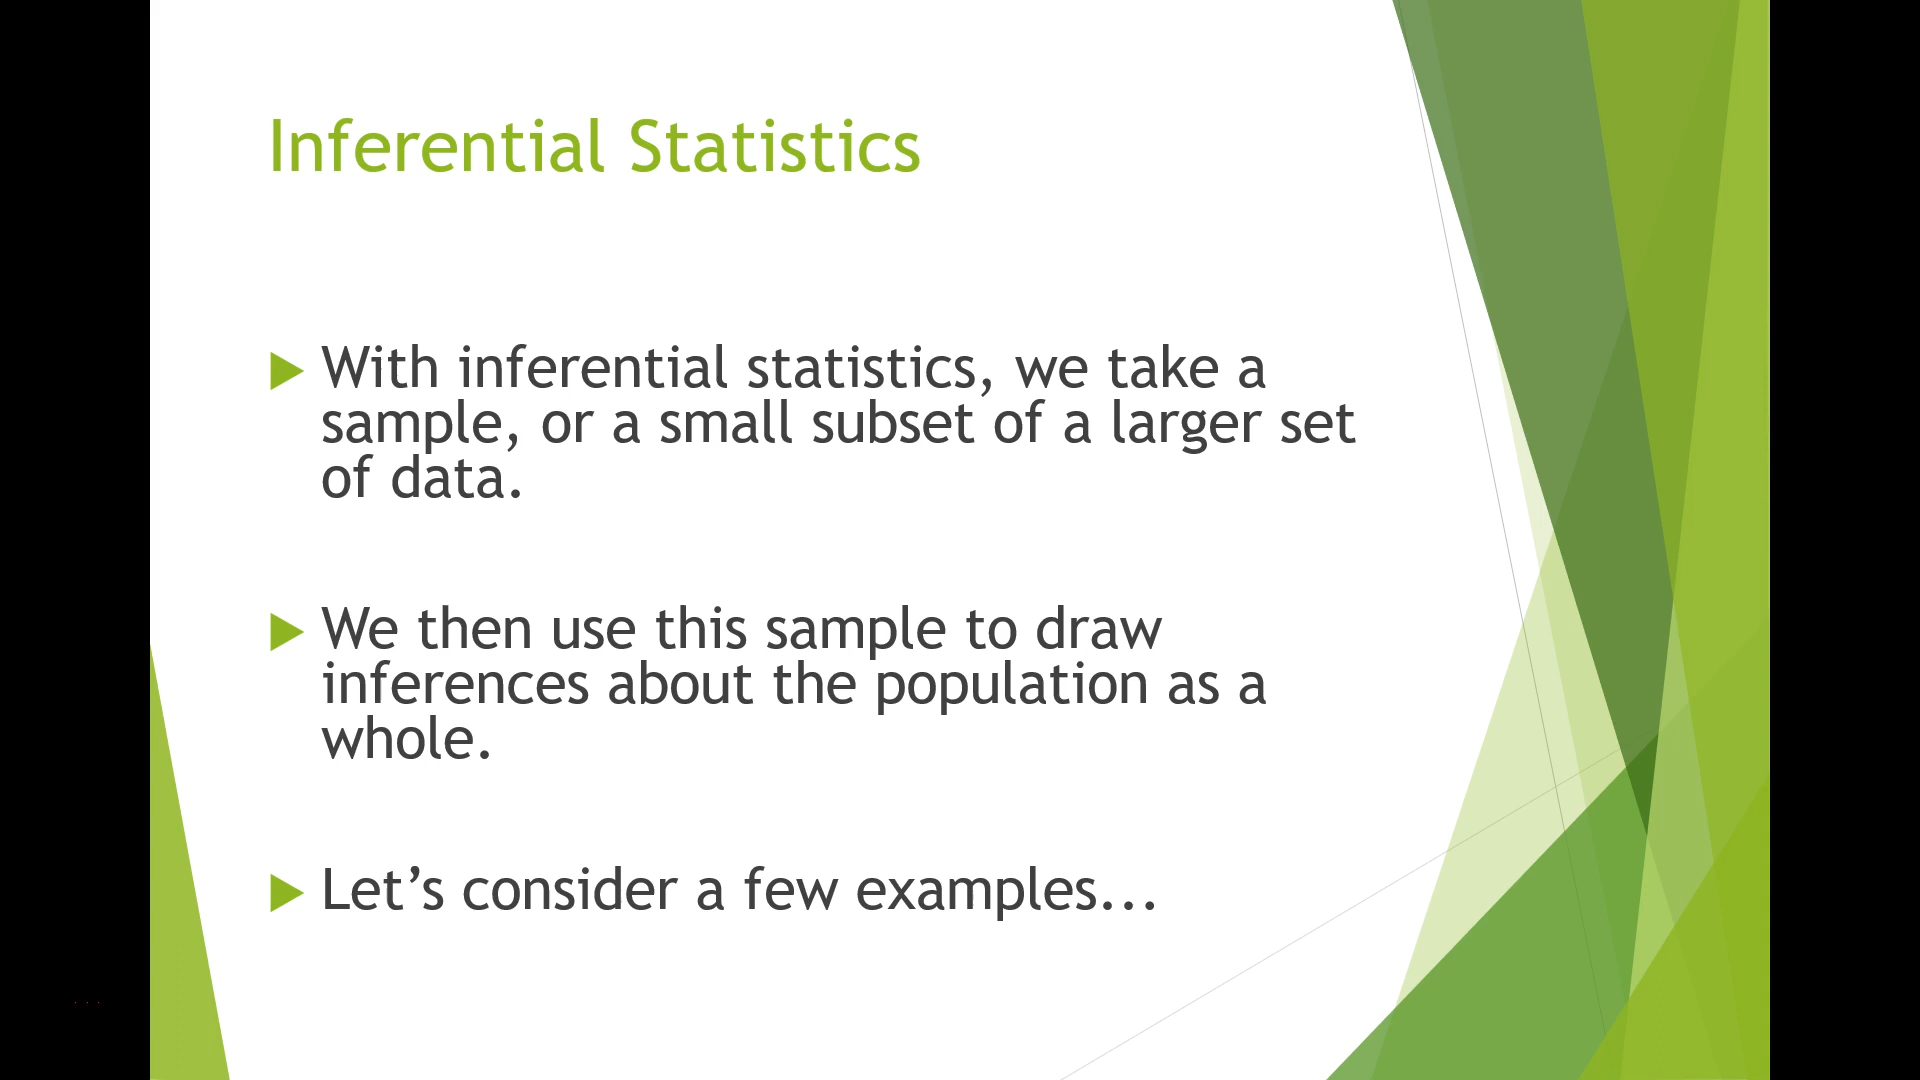 Inferential Statistics
With inferential statistics, we take a
sample, or a small subset of a larger set
of data.
We then use this sample to draw
inferences about the population as a
whole.
Let’s consider a few examples...